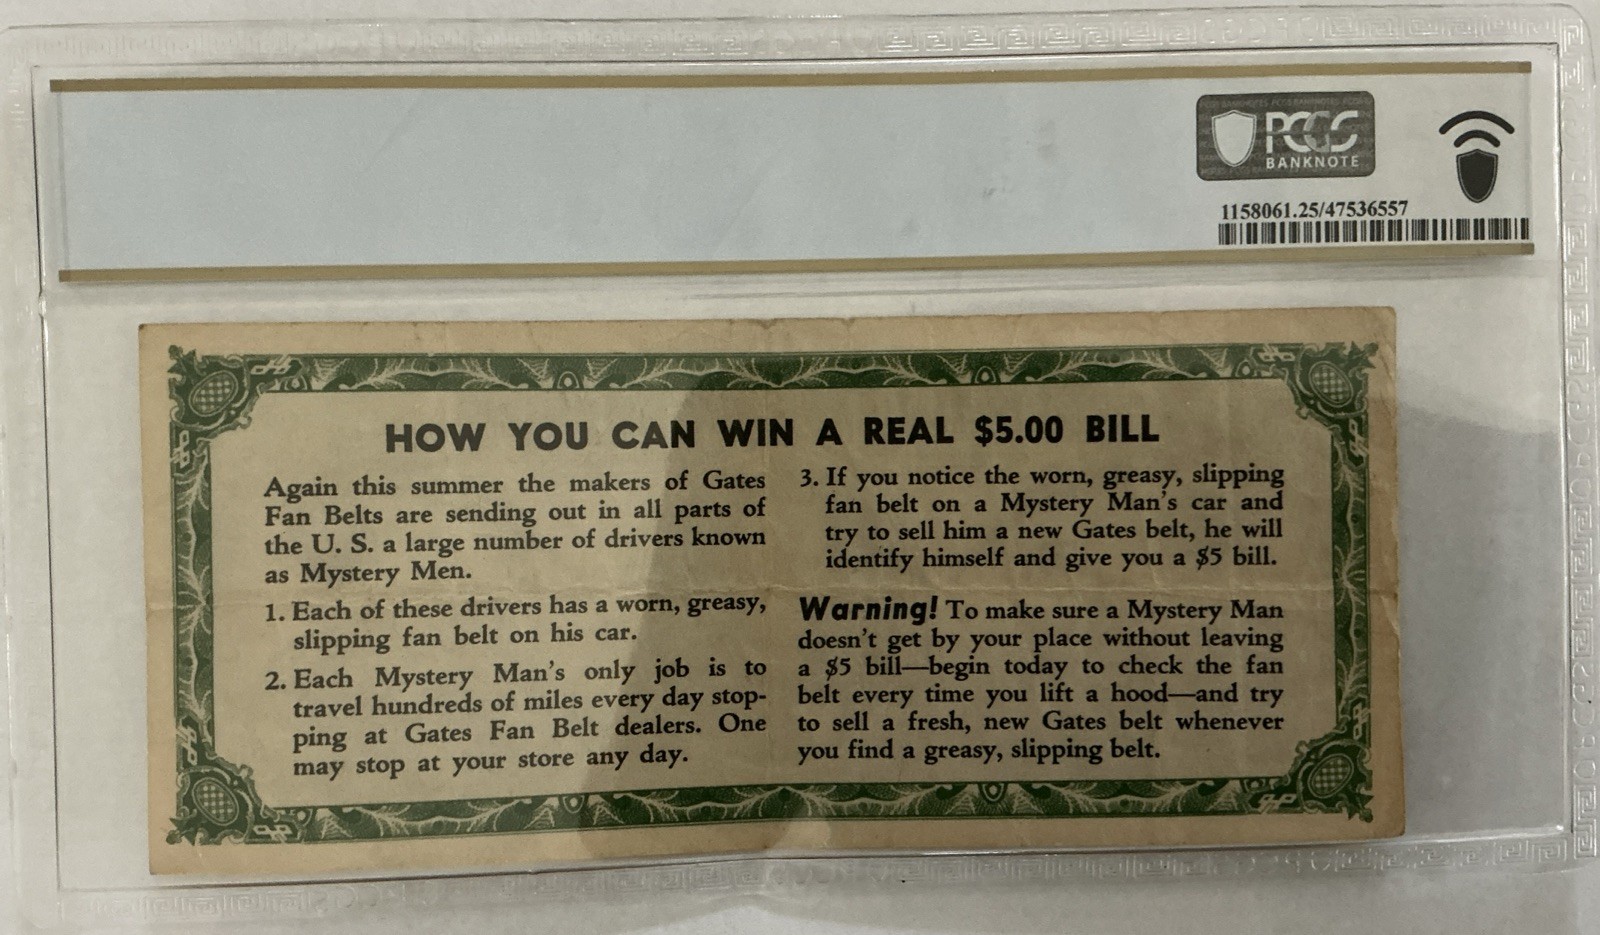 PCGS
BANKNOTE
1158061.25/47536557
HOW YOU CAN WIN A REAL $5.00 BILL
Again this summer the makers of Gates
Fan Belts are sending out in all parts of
the U. S. a large number of drivers known
as Mystery Men.
1. Each of these drivers has a worn, greasy,
slipping fan belt on his car.
2. Each Mystery Man's only job is to
travel hundreds of miles every day stop-
ping at Gates Fan Belt dealers. One
may stop at your store any day.
3. If you notice the worn, greasy, slipping
fan belt on a Mystery Man's car and
try to sell him a new Gates belt, he will
identify himself and give you a $5 bill.
Warning! To make sure a Mystery Man
doesn't get by your place without leaving
a $5 bill—begin today to check the fan
belt every time you lift a hood—and try
to sell a fresh, new Gates belt whenever
you find a greasy, slipping belt.